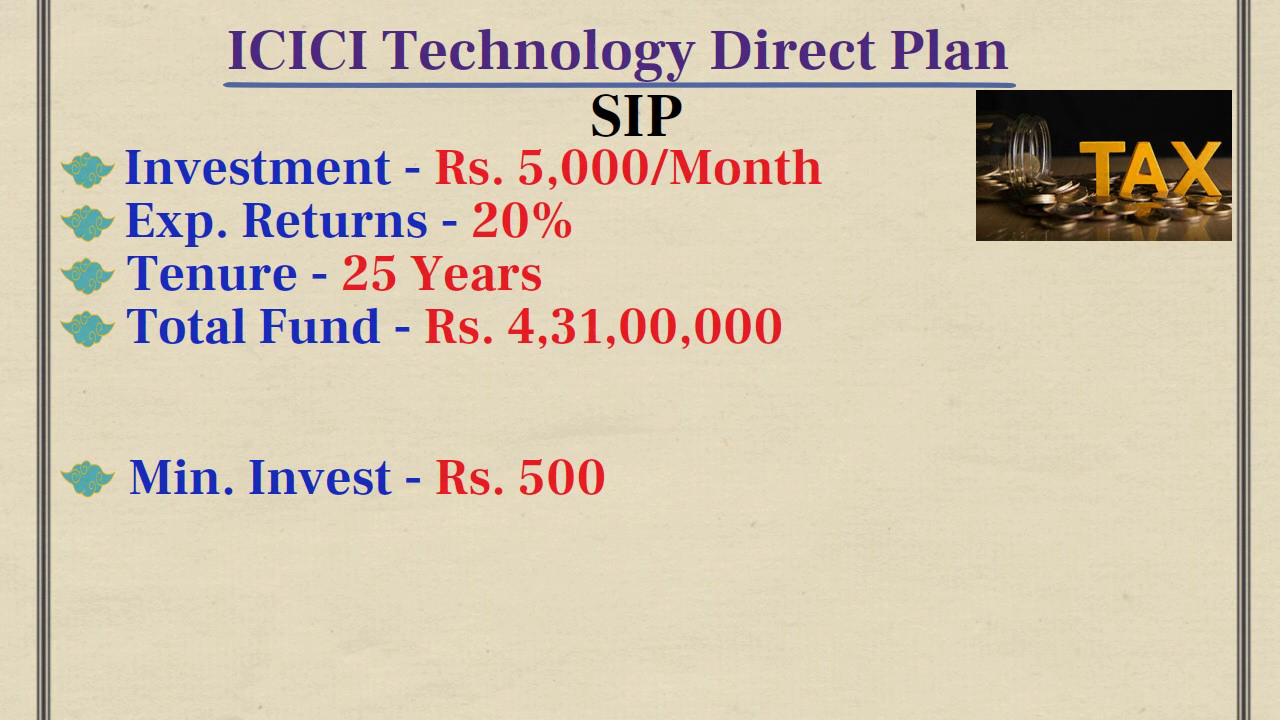 ICICI Technology Direct Plan
SIP
Investment - Rs. 5,000/Month
TAX
Exp. Returns - 20%
Tenure - 25 Years
Total Fund - Rs. 4,31,00,000
Min. Invest - Rs. 500